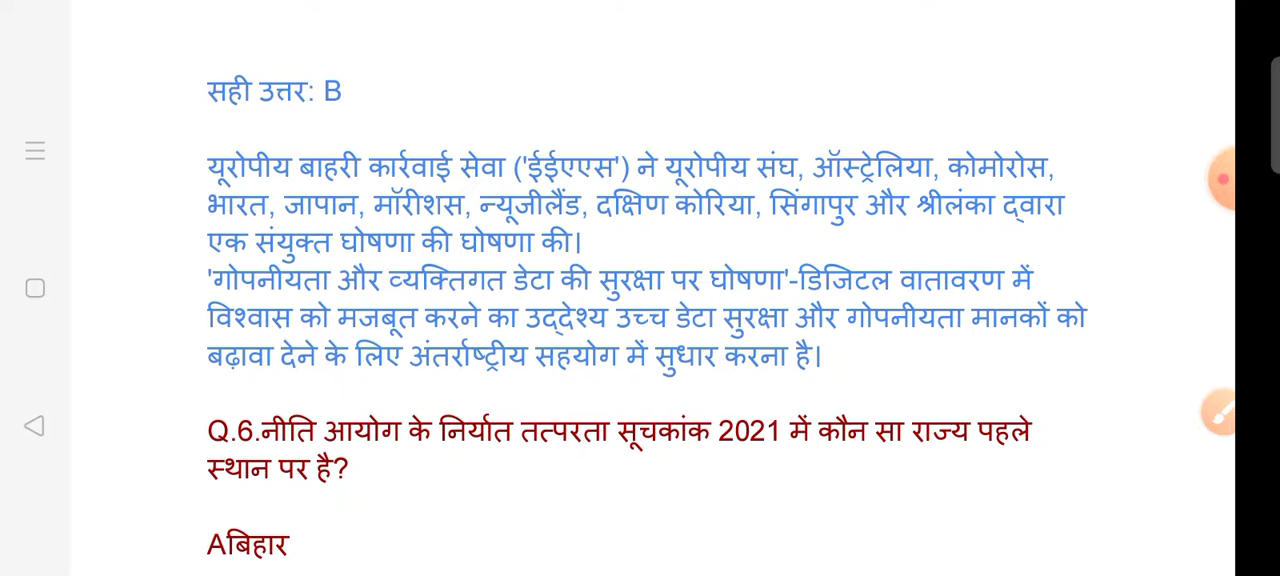 सही उत्तर: B
यूरोपीय बाहरी कार्रवाई सेवा ('ईईएएस') ने यूरोपीय संघ, ऑस्ट्रेलिया, कोमोरोस,
भारत, जापान, मॉरीशस, न्यूजीलैंड, दक्षिण कोरिया, सिंगापुर और श्रीलंका द्वारा
एक संयुक्त घोषणा की घोषणा की।
'गोपनीयता और व्यक्तिगत डेटा की सुरक्षा पर घोषणा'-डिजिटल वातावरण में
विश्वास को मजबूत करने का उद्देश्य उच्च डेटा सुरक्षा और गोपनीयता मानकों को
बढ़ावा देने के लिए अंतर्राष्ट्रीय सहयोग में सुधार करना है।
Q.6.नीति आयोग के निर्यात तत्परता सूचकांक 2021 में कौन सा राज्य पहले
स्थान पर है?
Aबिहार